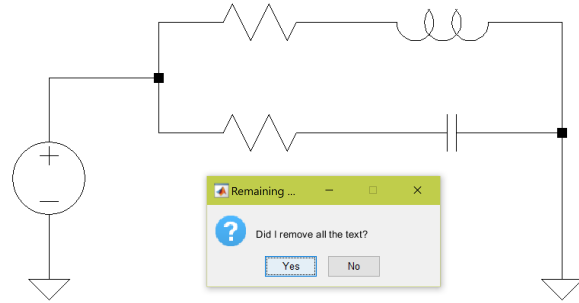 Remaining ...
Did I remove all the text?
Yes
No